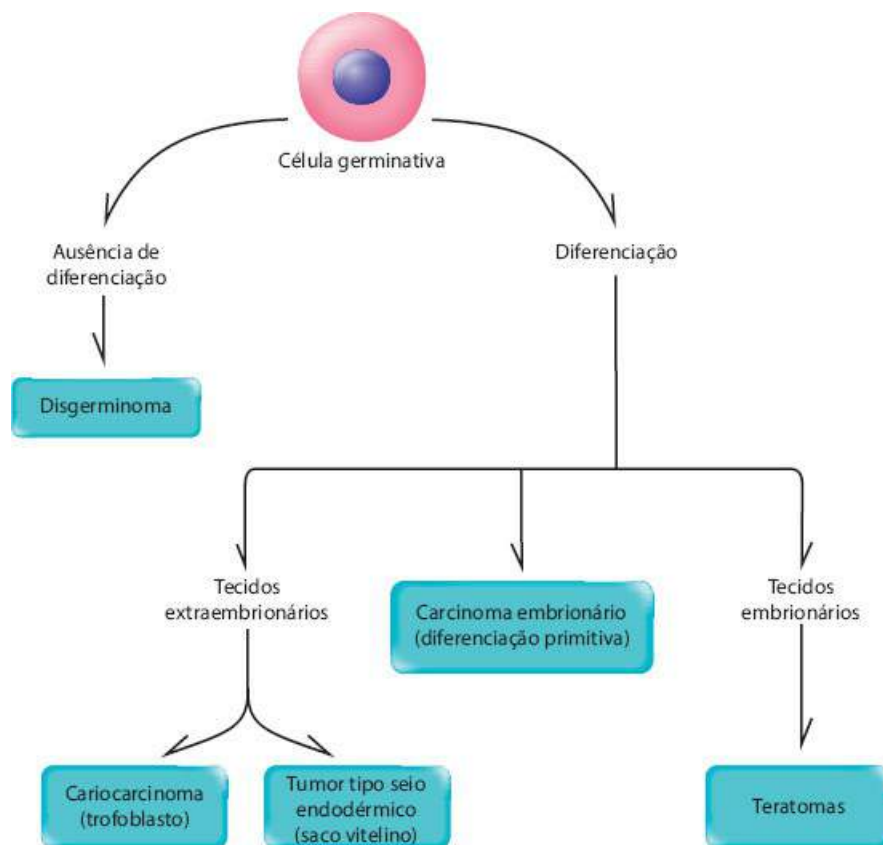 Célula germinativa
Ausência de
diferenciação
Diferenciação
Disgerminoma
Tecidos
extraembrionários
Carcinoma embrionário
(diferenciação primitiva)
Tecidos
embrionários
Cariocarcinoma
(trofoblasto)
Tumor tipo seio
endodérmico
(saco vitelino)
Teratomas